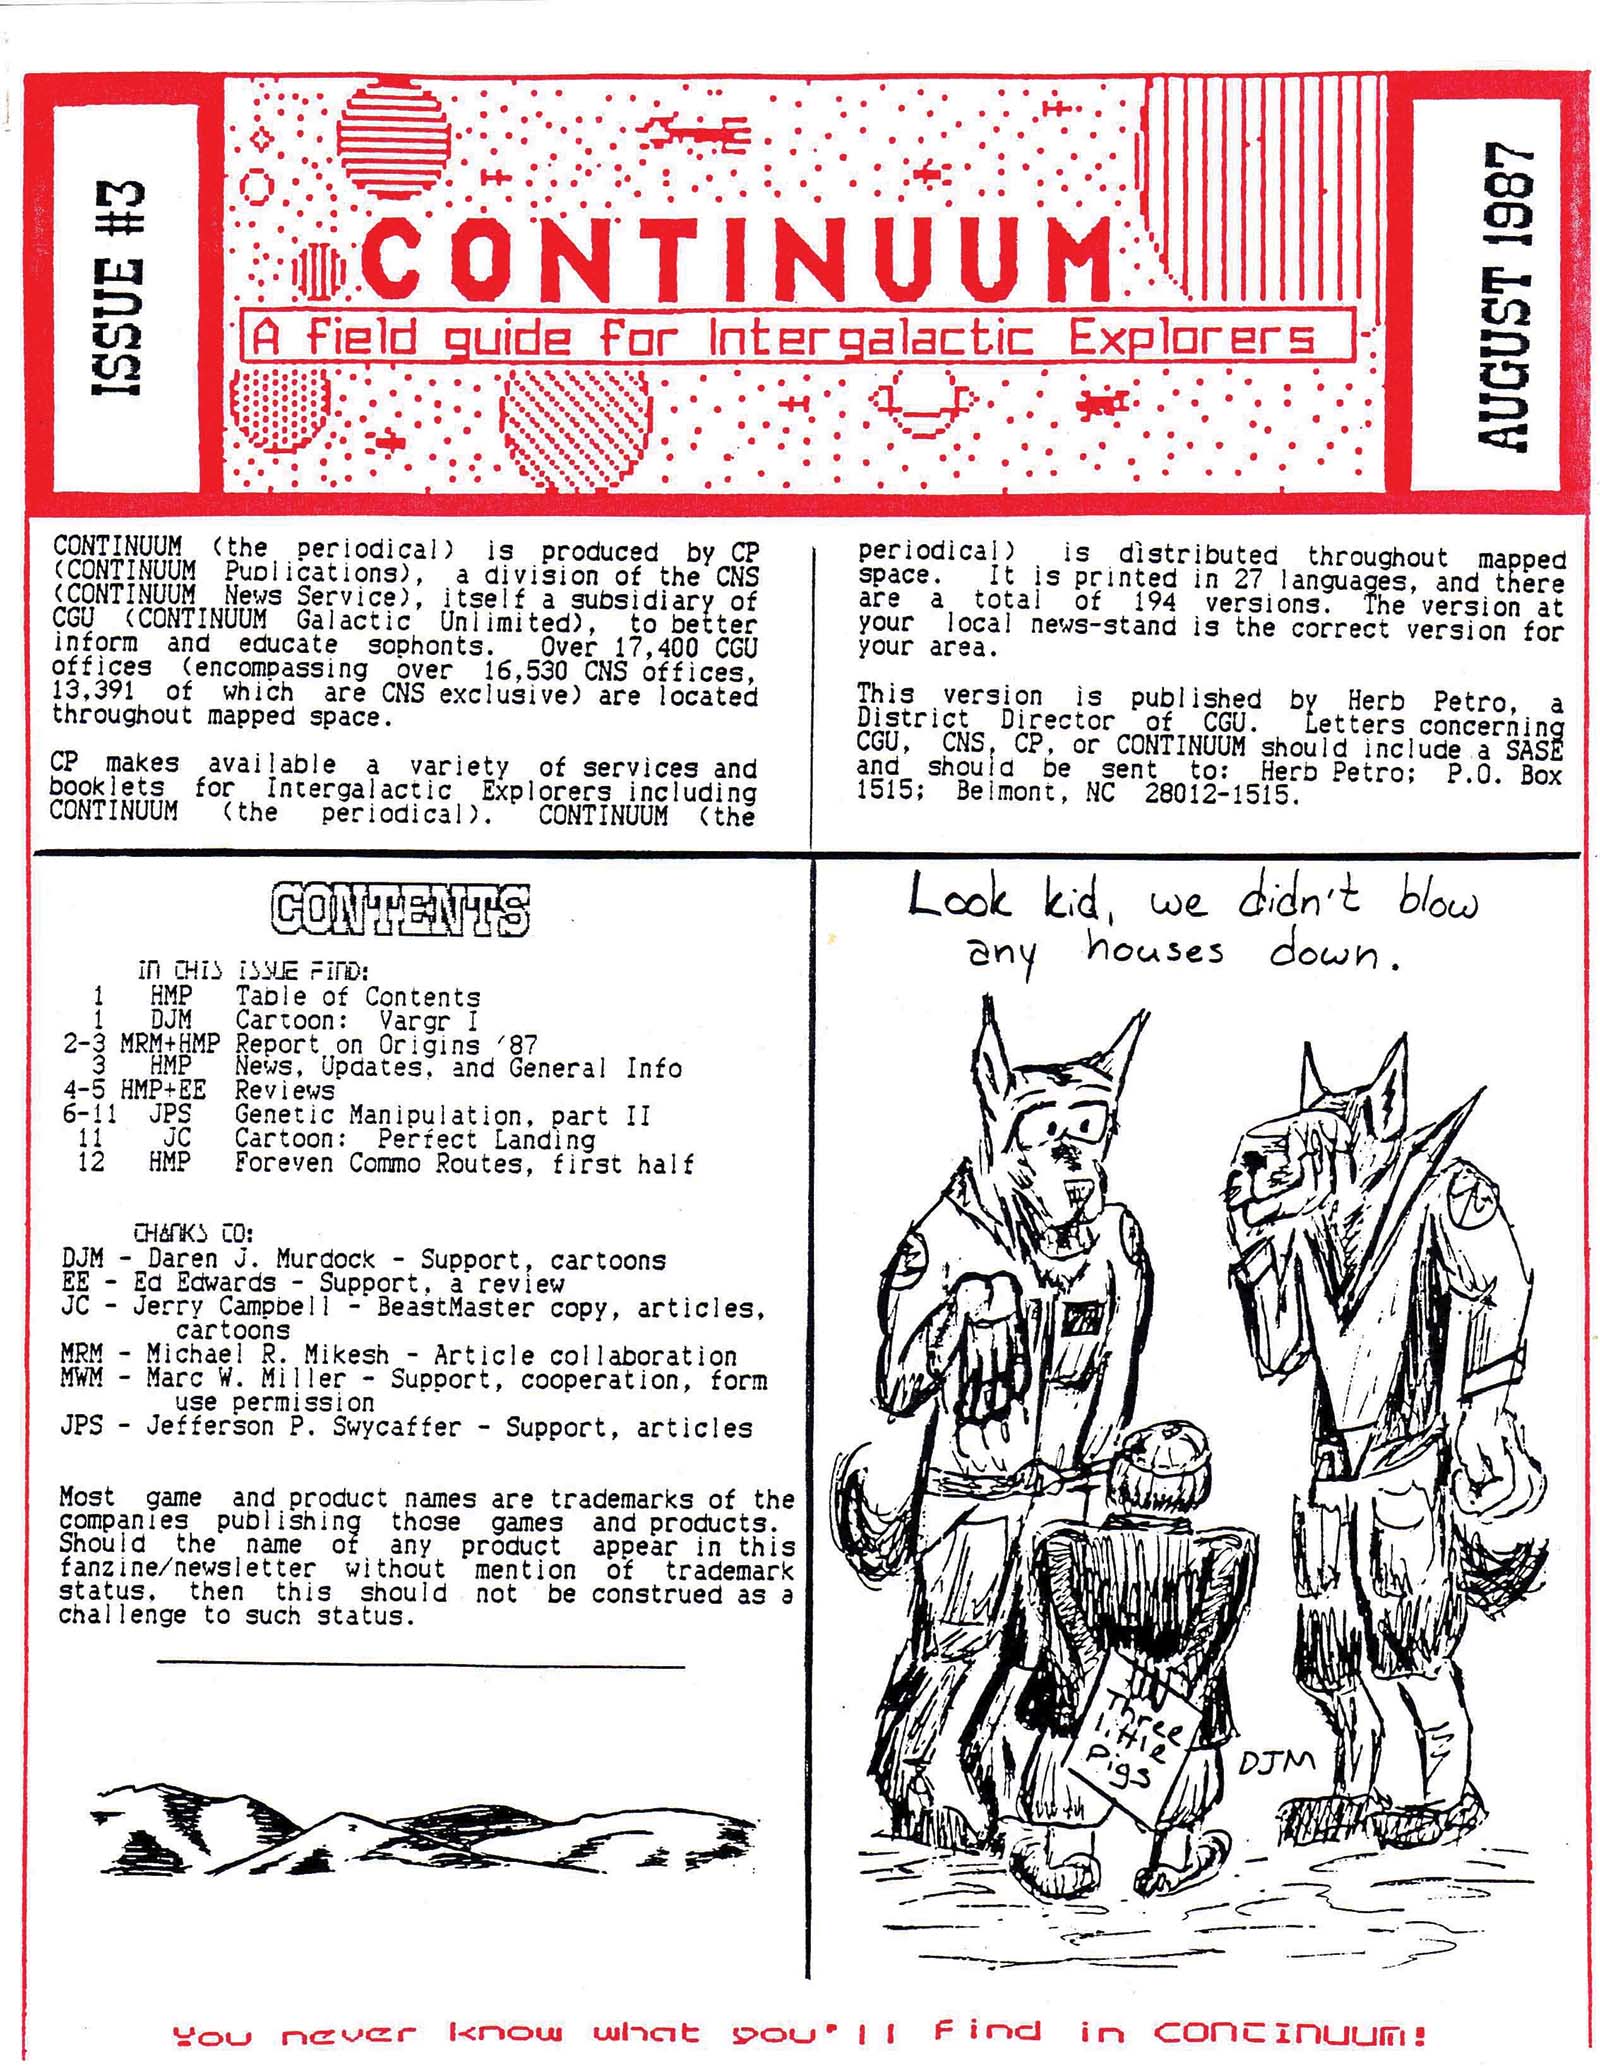 ISSUE #3
CONTINUUM
A field guide for Intergalactic Explorers
AUGUST 1987
CONTINUUM (the periodical) is produced by CP
(CONTINUUM Publications), a division of the CNS
(CONTINUUM News Service), itself a subsidiary of
CGU (CONTINUUM Galactic Unlimited), to better
inform and educate sophonts. Over 17,400 CGU
offices (encompassing over 16,530 CNS offices,
13,391 of which are CNS exclusive) are located
throughout mapped space.
CP makes available a variety of services and
booklets for Intergalactic Explorers including
CONTINUUM (the periodical). CONTINUUM (the
periodical) is distributed throughout mapped
space. It is printed in 27 languages, and there
are a total of 194 versions. The version at
your local news-stand is the correct version for
your area.
This version is published by Herb Petro, a
District Director of CGU. Letters concerning
CGU, CNS, CP, or CONTINUUM should include a SASE
and should be sent to: Herb Petro; P.O. Box
1515; Belmont, NC 28012-1515.
CONTENTS
IN THIS ISSUE FIND:
1 HMP Table of Contents
1 DJM Cartoon: Vargr I
2-3 MRM+HMP Report on Origins '87
3 HMP News, Updates, and General Info
4-5 HMP+EE Reviews
6-11 JPS Genetic Manipulation, part II
11 JC Cartoon: Perfect Landing
12 HMP Foreven Commo Routes, first half
THANKS TO:
DJM - Daren J. Murdock - Support, cartoons
EE - Ed Edwards - Support, a review
JC - Jerry Campbell - BeastMaster copy, articles,
cartoons
MRM - Michael R. Mikesh - Article collaboration
MWM - Marc W. Miller - Support, cooperation, form
use permission
JPS - Jefferson P. Swycaffer - Support, articles
Most game and product names are trademarks of the
companies publishing those games and products.
Should the name of any product appear in this
fanzine/newsletter without mention of trademark
status, then this should not be construed as a
challenge to such status.
Look kid, we didn't blow
any houses down.
Three
little
Pigs
DJM
You never know what you'll find in CONTINUUM!